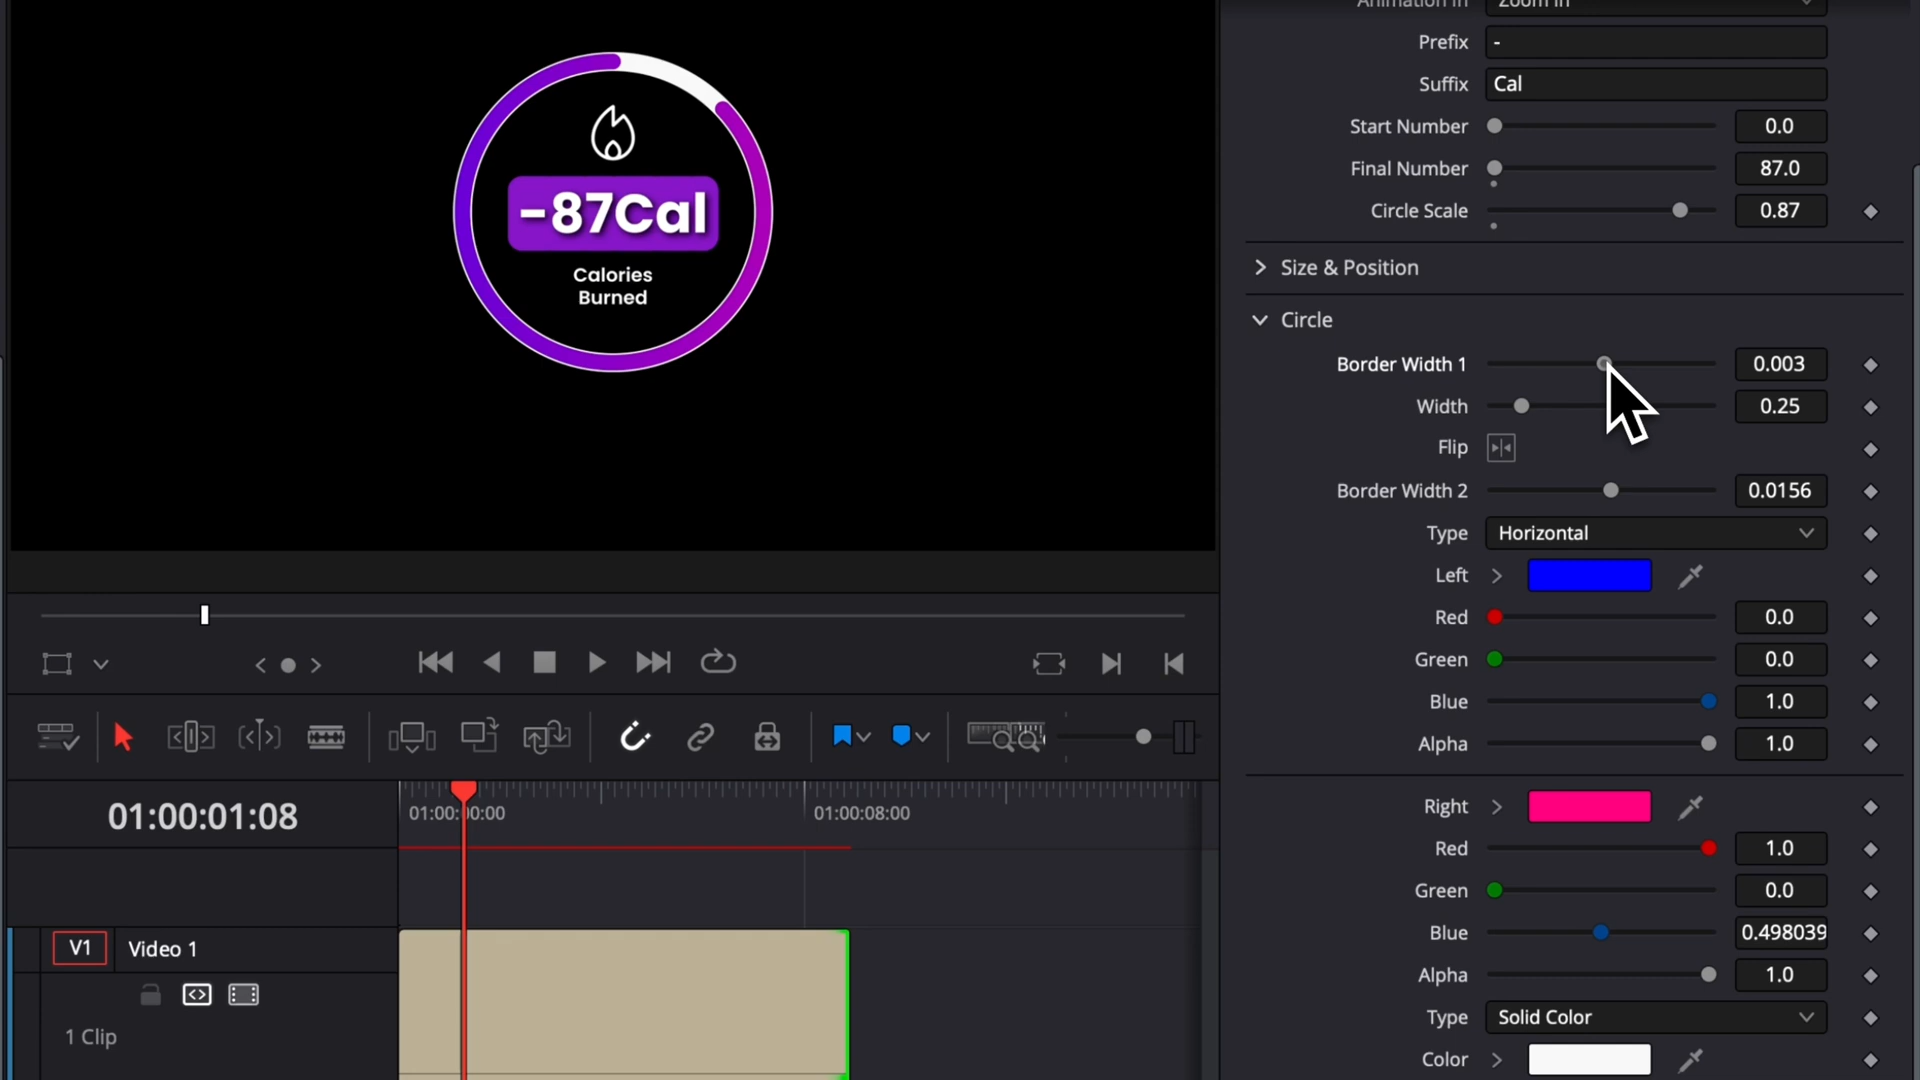 -87Cal
Calories
Burned
Animation In Zoom In
Prefix -
Suffix Cal
Start Number 0.0
Final Number 87.0
Circle Scale 0.87
Size & Position
Circle
Border Width 1 0.003
Width 0.25
Flip
Border Width 2 0.0156
Type Horizontal
Left
Red 0.0
Green 0.0
Blue 1.0
Alpha 1.0
Right
Red 1.0
Green 0.0
Blue 0.498039
Alpha 1.0
Type Solid Color
Color
01:00:01:08
01:00:00:00
01:00:08:00
V1 Video 1
1 Clip